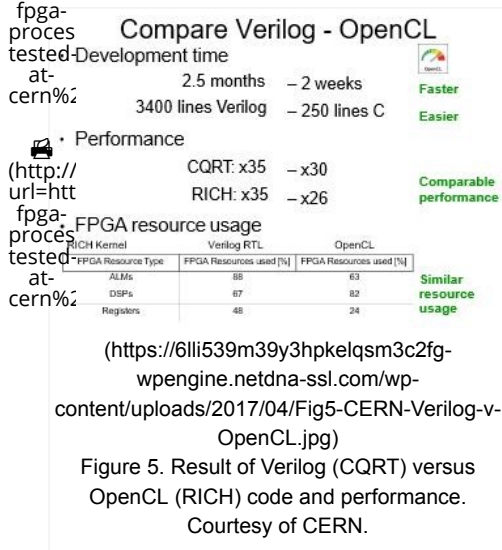 fpga-
proces
tested-
at-
cern%2
(http://
url=htt
fpga-
proces
tested-
at-
cern%2
Compare Verilog - OpenCL
OpenCL
· Development time
2.5 months – 2 weeks
Faster
3400 lines Verilog – 250 lines C
Easier
· Performance
CQRT: x35 – x30
RICH: x35 – x26
Comparable
performance
· FPGA resource usage
RICH Kernel Verilog RTL OpenCL
FPGA Resource Type FPGA Resources used [%] FPGA Resources used [%]
ALMs 88 63
DSPs 67 82
Registers 48 24
Similar
resource
usage
(https://6lli539m39y3hpkelqsm3c2fg-
wpengine.netdna-ssl.com/wp-
content/uploads/2017/04/Fig5-CERN-Verilog-v-
OpenCL.jpg)
Figure 5. Result of Verilog (CQRT) versus
OpenCL (RICH) code and performance.
Courtesy of CERN.